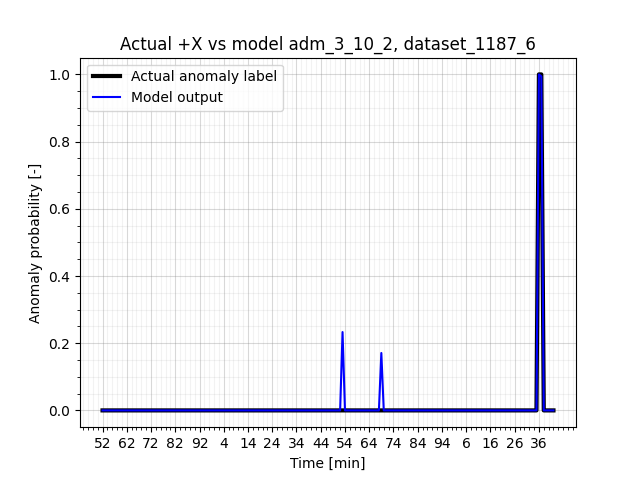 Actual +X vs model adm_3_10_2, dataset_1187_6
Actual anomaly label
Model output
1.0
0.8
0.6
0.4
0.2
0.0
Anomaly probability [-]
52 62 72 82 92 4 14 24 34 44 54 64 74 84 94 6 16 26 36
Time [min]